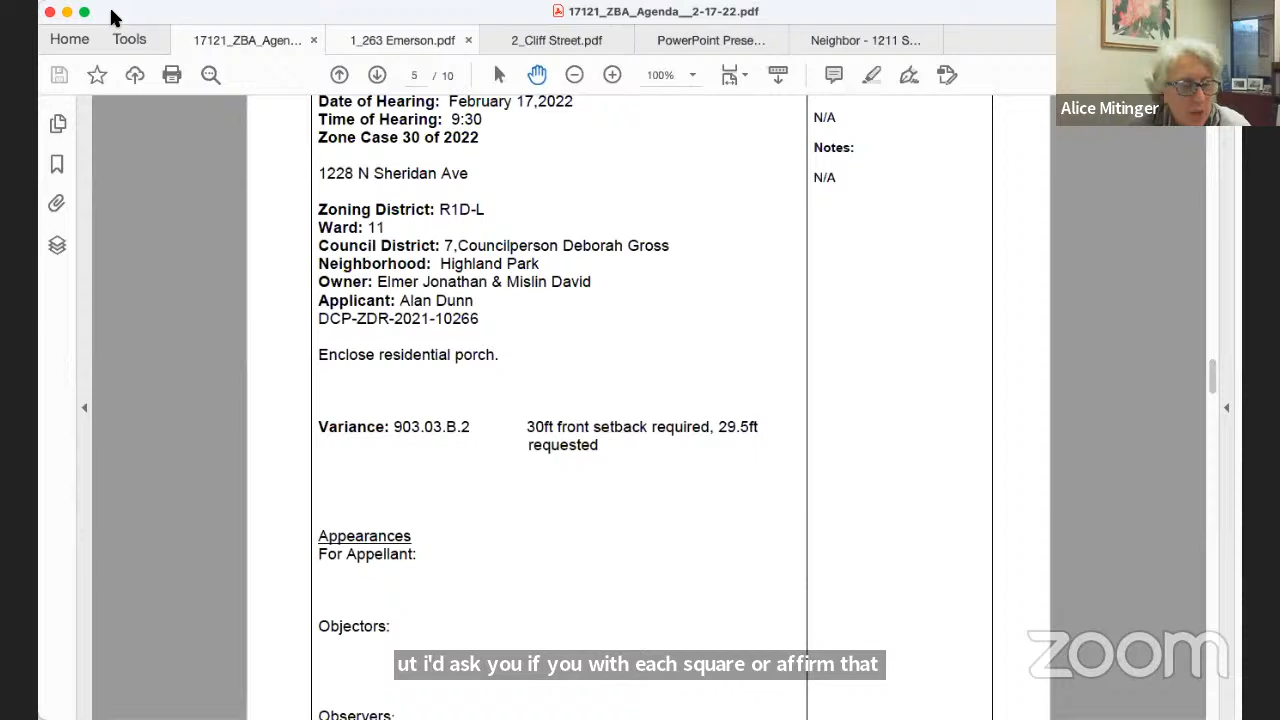 17121_ZBA_Agenda__2-17-22.pdf
Home Tools 17121_ZBA_Agen... × 1_263 Emerson.pdf × 2_Cliff Street.pdf PowerPoint Prese... Neighbor - 1211 S...
5 / 10 100%
Alice Mitinger
Date of Hearing: February 17,2022
Time of Hearing: 9:30
Zone Case 30 of 2022
1228 N Sheridan Ave
Zoning District: R1D-L
Ward: 11
Council District: 7,Councilperson Deborah Gross
Neighborhood: Highland Park
Owner: Elmer Jonathan & Mislin David
Applicant: Alan Dunn
DCP-ZDR-2021-10266
Enclose residential porch.
Variance: 903.03.B.2 30ft front setback required, 29.5ft
requested
Appearances
For Appellant:
Objectors:
Observers:
N/A
Notes:
N/A
ut i'd ask you if you with each square or affirm that
zoom